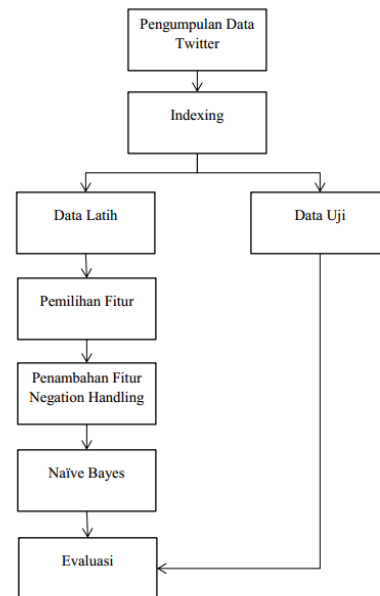 Pengumpulan Data
Twitter
Indexing
Data Latih
Data Uji
Pemilihan Fitur
Penambahan Fitur
Negation Handling
Naïve Bayes
Evaluasi